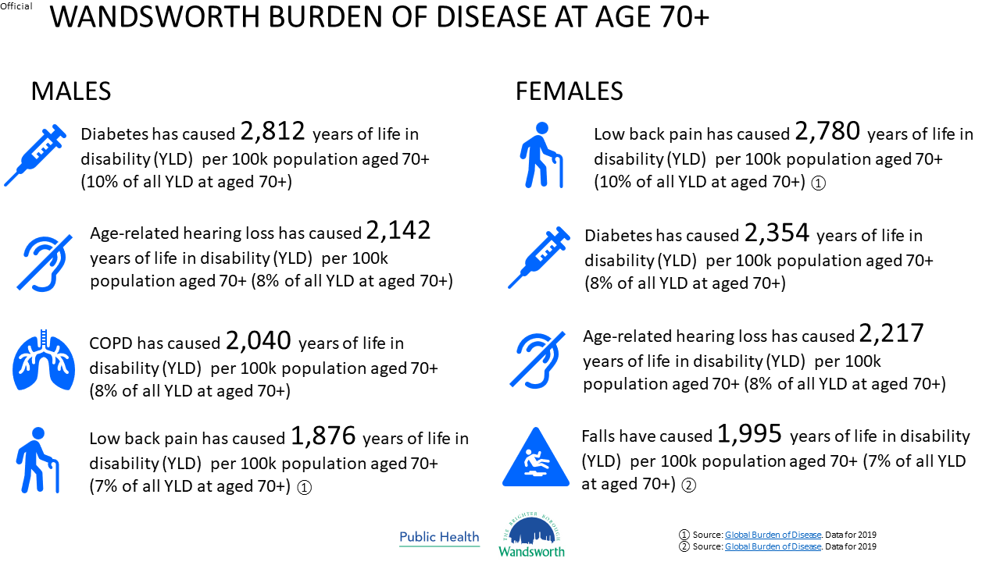 Official
WANDSWORTH BURDEN OF DISEASE AT AGE 70+
MALES
Diabetes has caused 2,812 years of life in
disability (YLD) per 100k population aged 70+
(10% of all YLD at aged 70+)
Age-related hearing loss has caused 2,142
years of life in disability (YLD) per 100k
population aged 70+ (8% of all YLD at aged 70+)
COPD has caused 2,040 years of life in
disability (YLD) per 100k population aged 70+
(8% of all YLD at aged 70+)
Low back pain has caused 1,876 years of life in
disability (YLD) per 100k population aged 70+
(7% of all YLD at aged 70+) ①
FEMALES
Low back pain has caused 2,780 years of life in
disability (YLD) per 100k population aged 70+
(10% of all YLD at aged 70+) ①
Diabetes has caused 2,354 years of life in
disability (YLD) per 100k population aged 70+
(8% of all YLD at aged 70+)
Age-related hearing loss has caused 2,217
years of life in disability (YLD) per 100k
population aged 70+ (8% of all YLD at aged 70+)
Falls have caused 1,995 years of life in disability
(YLD) per 100k population aged 70+ (7% of all YLD
at aged 70+) ②
Public Health
THE BRIGHTER BOROUGH
Wandsworth
① Source: Global Burden of Disease. Data for 2019
② Source: Global Burden of Disease. Data for 2019